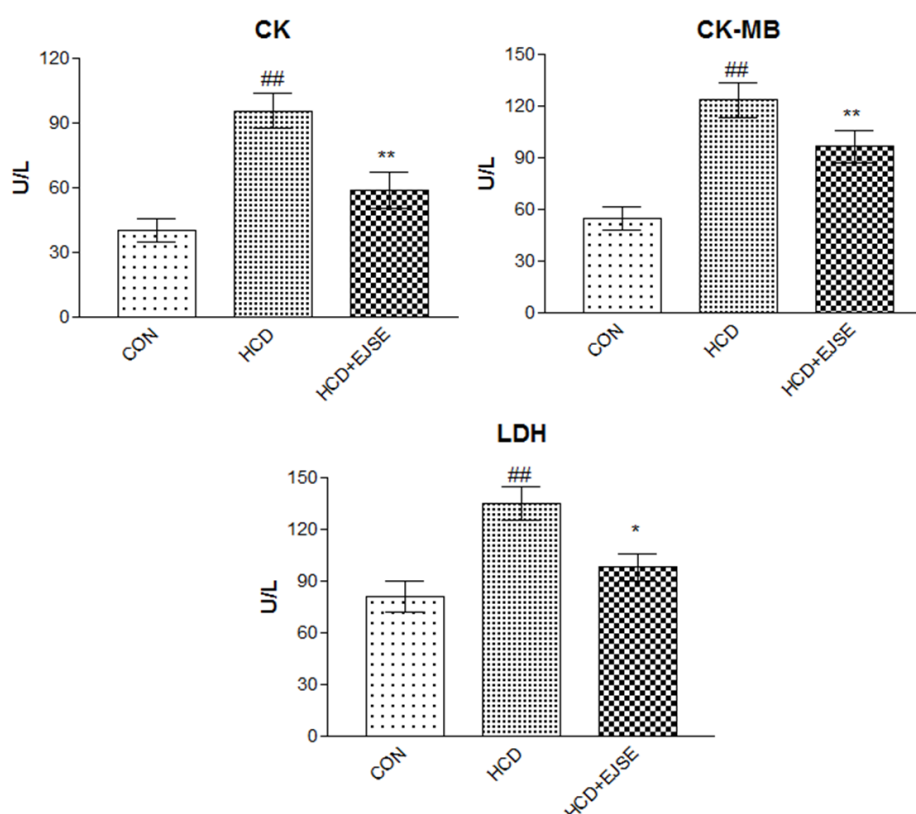 CK
120
90
60
30
0
U/L
##
**
CON
HCD
HCD+EJSE
CK-MB
150
120
90
60
30
0
U/L
##
**
CON
HCD
HCD+EJSE
LDH
150
120
90
60
30
0
U/L
##
*
CON
HCD
HCD+EJSE